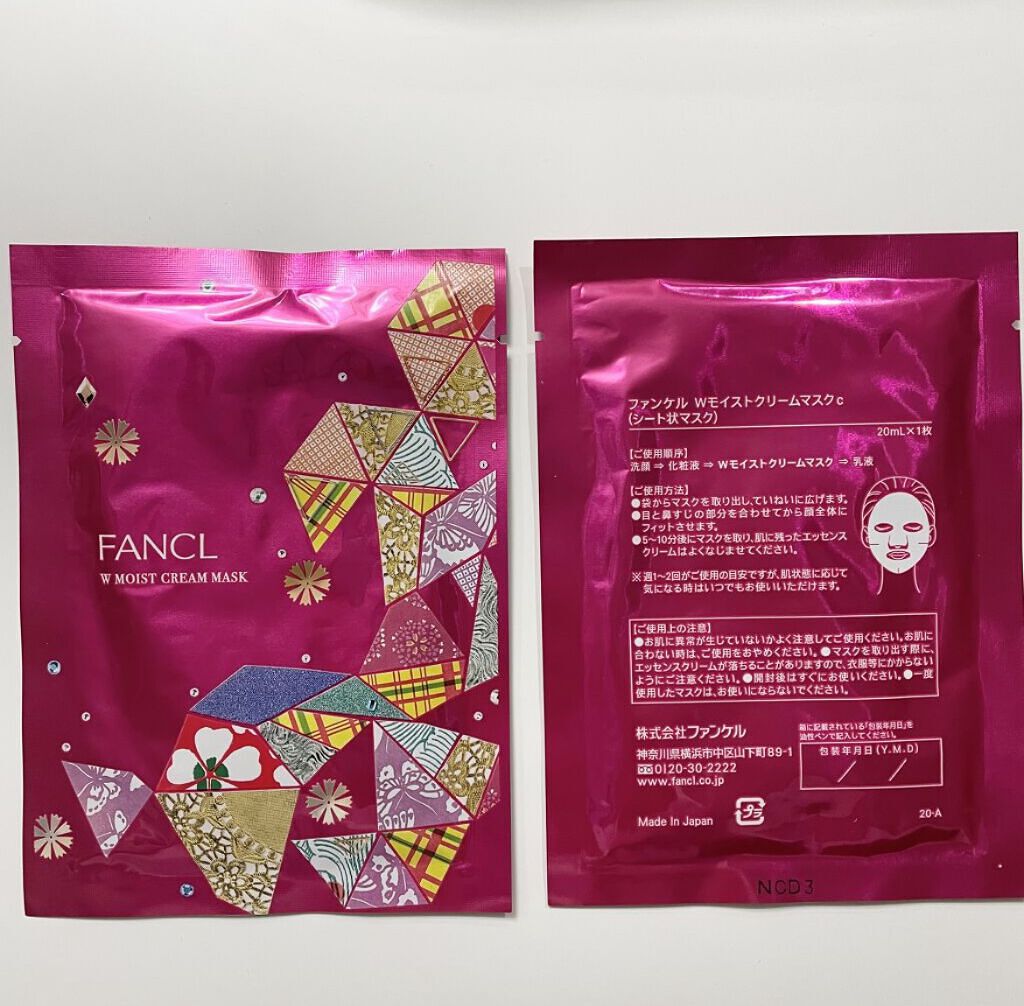 FANCL
W MOIST CREAM MASK
ファンケル Wモイストクリームマスクc
(シート状マスク)
20mL×1枚
【ご使用順序】
洗顔 ⇒ 化粧液 ⇒ Wモイストクリームマスク ⇒ 乳液
【ご使用方法】
●袋からマスクを取り出し、ていねいに広げます。
●目と鼻すじの部分を合わせてから顔全体に
フィットさせます。
●5~10分後にマスクを取り、肌に残ったエッセンス
クリームはよくなじませてください。
※週1~2回がご使用の目安ですが、肌状態に応じて
気になる時はいつでもお使いいただけます。
【ご使用上の注意】
●お肌に異常が生じていないかよく注意してご使用ください。お肌に
合わない時は、ご使用をおやめください。●マスクを取り出す際に、
エッセンスクリームが落ちることがありますので、衣服等にかからない
ようにご注意ください。●開封後はすぐにお使いください。●一度
使用したマスクは、お使いにならないでください。
株式会社ファンケル
神奈川県横浜市中区山下町89-1
0120-30-2222
www.fancl.co.jp
箱に記載されている「包装年月日」を
油性ペンで記入してください。
包装年月日(Y.M.D)
/ /
Made In Japan
プラ
20-A
NCD3